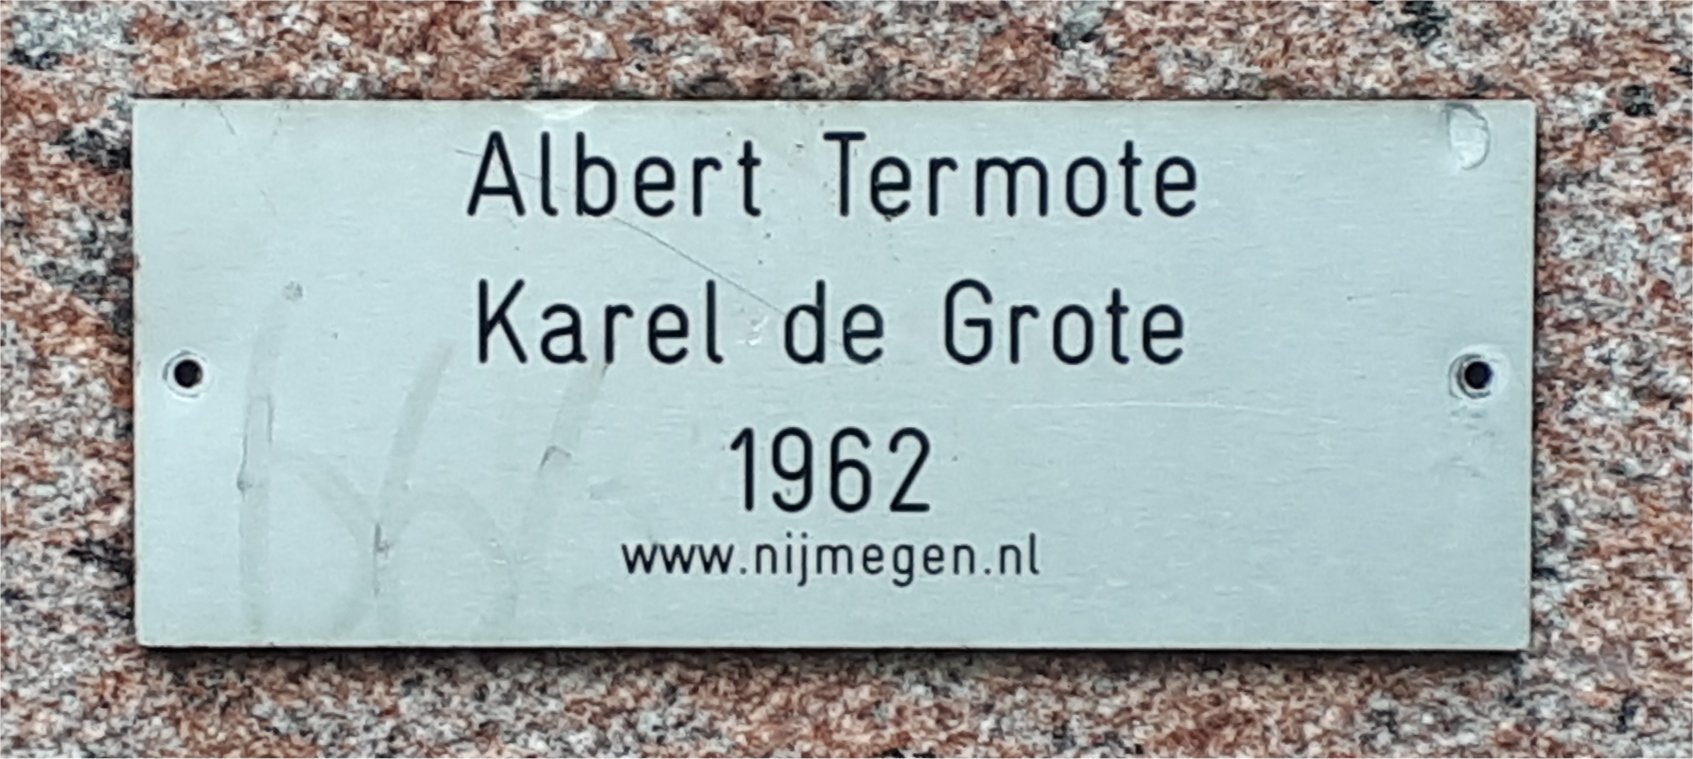 Albert Termote
Karel de Grote
1962
www.nijmegen.nl